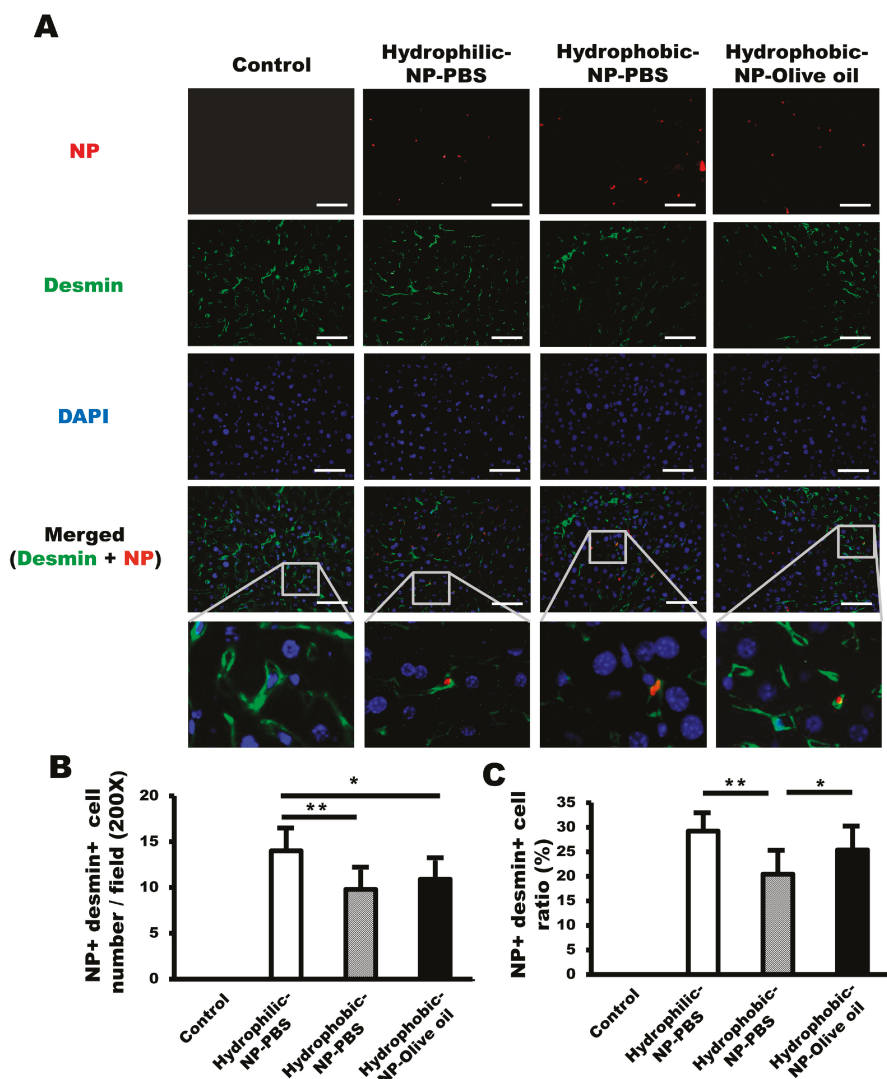 A
Control
Hydrophilic-
NP-PBS
Hydrophobic-
NP-PBS
Hydrophobic-
NP-Olive oil
NP
Desmin
DAPI
Merged
(Desmin + NP)
B
NP+ desmin+ cell
number / field (200X)
20
15
10
5
0
*
**
Control
Hydrophilic-
NP-PBS
Hydrophobic-
NP-PBS
Hydrophobic-
NP-Olive oil
C
NP+ desmin+ cell
ratio (%)
35
30
25
20
15
10
5
0
**
*
Control
Hydrophilic-
NP-PBS
Hydrophobic-
NP-PBS
Hydrophobic-
NP-Olive oil